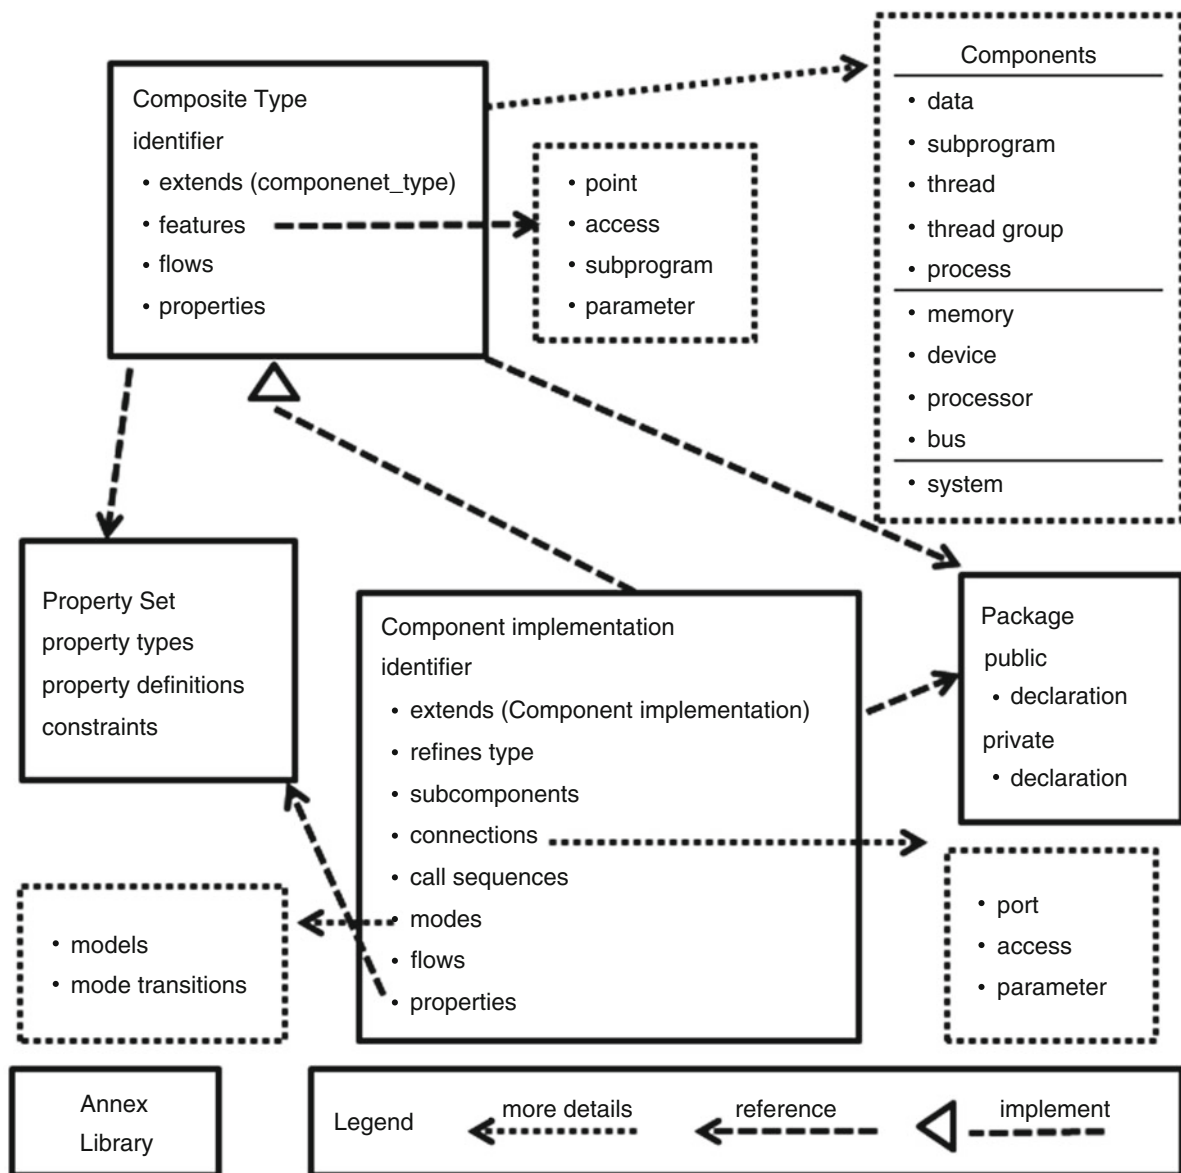 Composite Type
identifier
• extends (componenet_type)
• features
• flows
• properties
• point
• access
• subprogram
• parameter
Components
• data
• subprogram
• thread
• thread group
• process
• memory
• device
• processor
• bus
• system
Property Set
property types
property definitions
constraints
Component implementation
identifier
• extends (Component implementation)
• refines type
• subcomponents
• connections
• call sequences
• modes
• flows
• properties
Package
public
• declaration
private
• declaration
• models
• mode transitions
• port
• access
• parameter
Annex
Library
Legend
more details
reference
implement